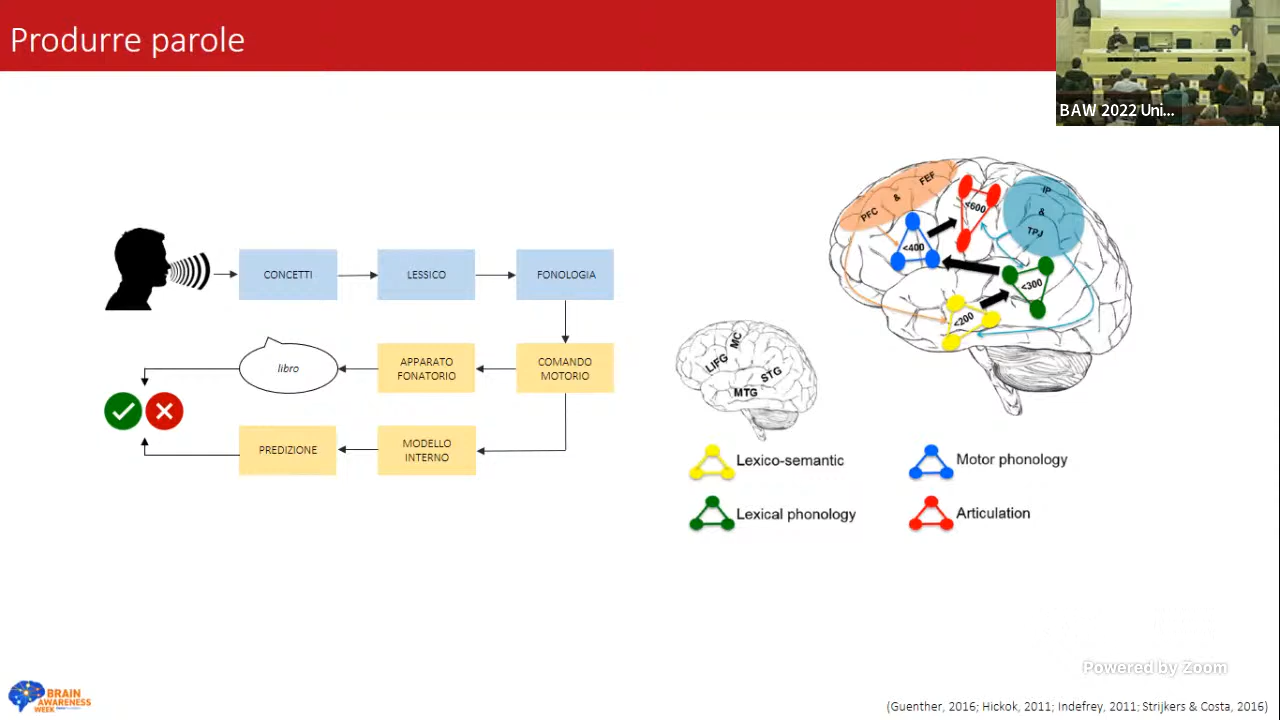 Produrre parole
BAW 2022 Uni...
CONCETTI
LESSICO
FONOLOGIA
libro
APPARATO
FONATORIO
COMANDO
MOTORIO
PREDIZIONE
MODELLO
INTERNO
PFC
&
FEF
<600
IP
&
TPJ
<400
<300
<200
LIFG
MC
STG
MTG
Lexico-semantic
Motor phonology
Lexical phonology
Articulation
Powered by Zoom
BRAIN
AWARENESS
WEEK
(Guenther, 2016; Hickok, 2011; Indefrey, 2011; Strijkers & Costa, 2016)